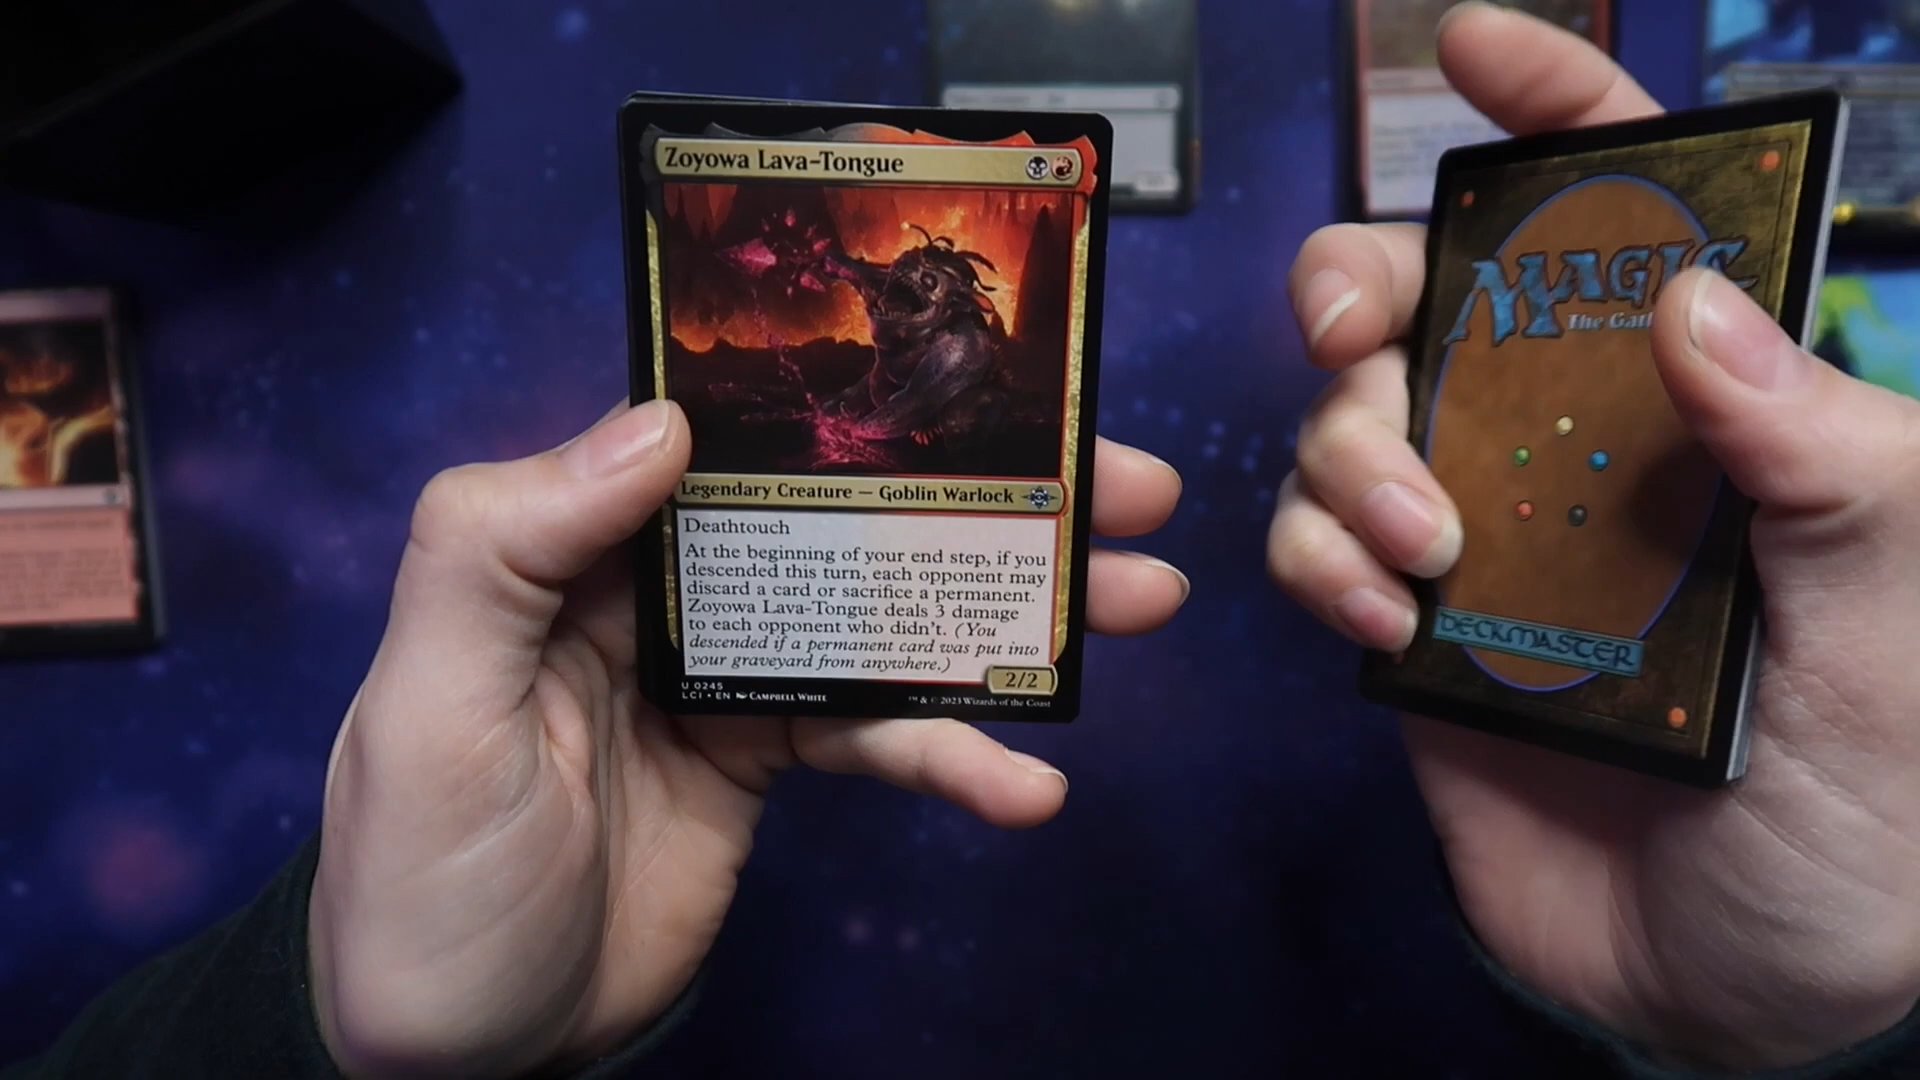 Zoyowa Lava-Tongue
Legendary Creature — Goblin Warlock
Deathtouch
At the beginning of your end step, if you
descended this turn, each opponent may
discard a card or sacrifice a permanent.
Zoyowa Lava-Tongue deals 3 damage
to each opponent who didn't. (You
descended if a permanent card was put into
your graveyard from anywhere.)
2/2
U 0245
LCI • EN CAMPBELL WHITE
™ & © 2023 Wizards of the Coast
MAGIC
The Gat
DECKMASTER